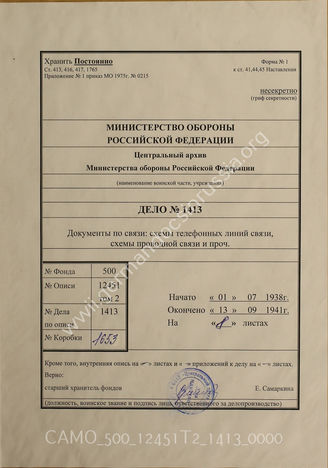 Хранить Постоянно
Ст. 413, 416, 417, 1765
Приложение № 1 приказ МО 1975г. № 0215
Форма № 1
к ст. 41,44,45 Наставления
несекретно
(гриф секретности)
МИНИСТЕРСТВО ОБОРОНЫ
РОССИЙСКОЙ ФЕДЕРАЦИИ
Центральный архив
Министерства обороны Российской Федерации
(наименование воинской части, учреждения)
ДЕЛО № 1413
Документы по связи: схемы телефонных линий связи,
схемы проводной связи и проч.
№ Фонда 500
№ Описи 12451
том 2
№ Дела 1413
по описи
№ Коробки 1653
Начато « 01 » 07 1938г.
Окончено « 13 » 09 1941г.
На « 8 » листах
Кроме того, внутренняя опись на «–» листах и «–» приложений к делу на «–» листах.
Верно:
старший хранитель фондов Е. Самаркина
(должность, воинское звание и подпись лица, ответственного за делопроизводство)
www.germandocsinrussia.org
CAMO_500_12451T2_1413_0000